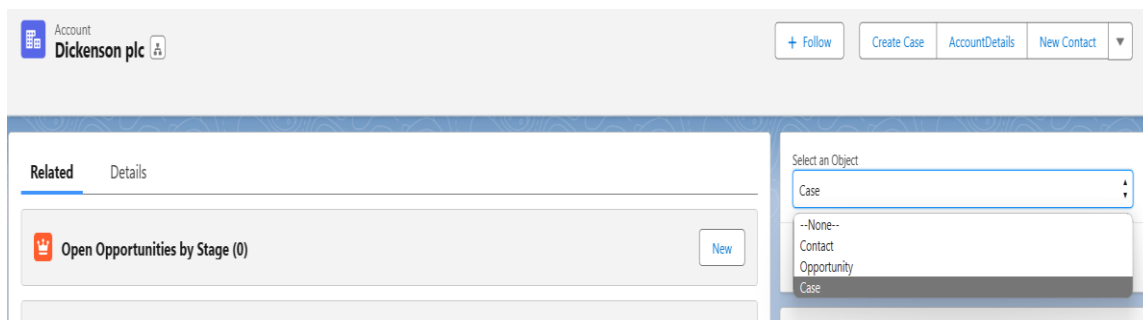 Account
Dickenson plc
+ Follow
Create Case
AccountDetails
New Contact
Related
Details
Open Opportunities by Stage (0)
New
Select an Object
Case
--None--
Contact
Opportunity
Case